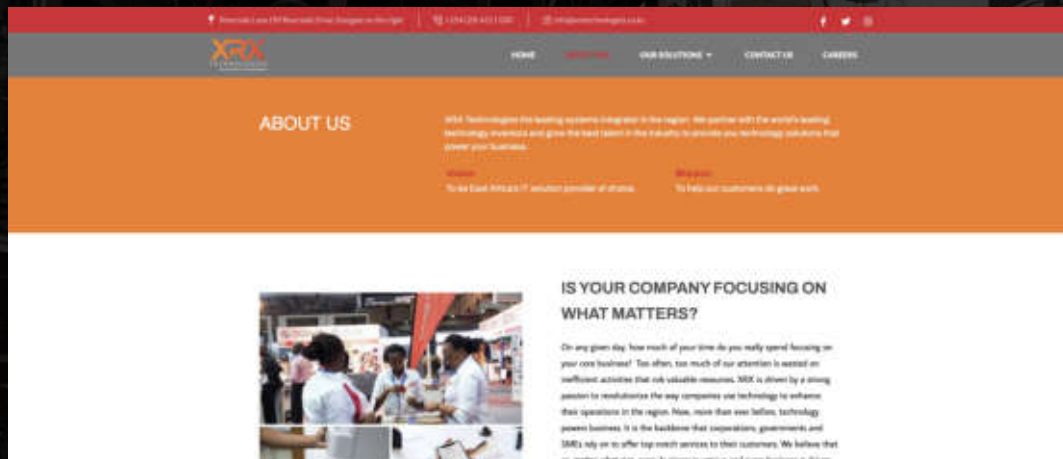 XRX
TECHNOLOGIES
HOME
ABOUT US
OUR SOLUTIONS
CONTACT US
CAREERS
ABOUT US
XRX Technologies the leading systems integrator in the region. We partner with the world's leading
technology inventors and grow the best talent in the industry to provide you technology solutions that
power your business.
Vision
To be East Africa's IT solution provider of choice.
Mission
To help our customers do great work.
IS YOUR COMPANY FOCUSING ON
WHAT MATTERS?
On any given day, how much of your time do you really spend focusing on
your core business? Too often, too much of our attention is wasted on
inefficient activities that rob valuable resources. XRX is driven by a strong
passion to revolutionize the way companies use technology to enhance
their operations in the region. Now, more than ever before, technology
powers business. It is the backbone that corporations, governments and
SMEs rely on to offer top notch services to their customers. We believe that